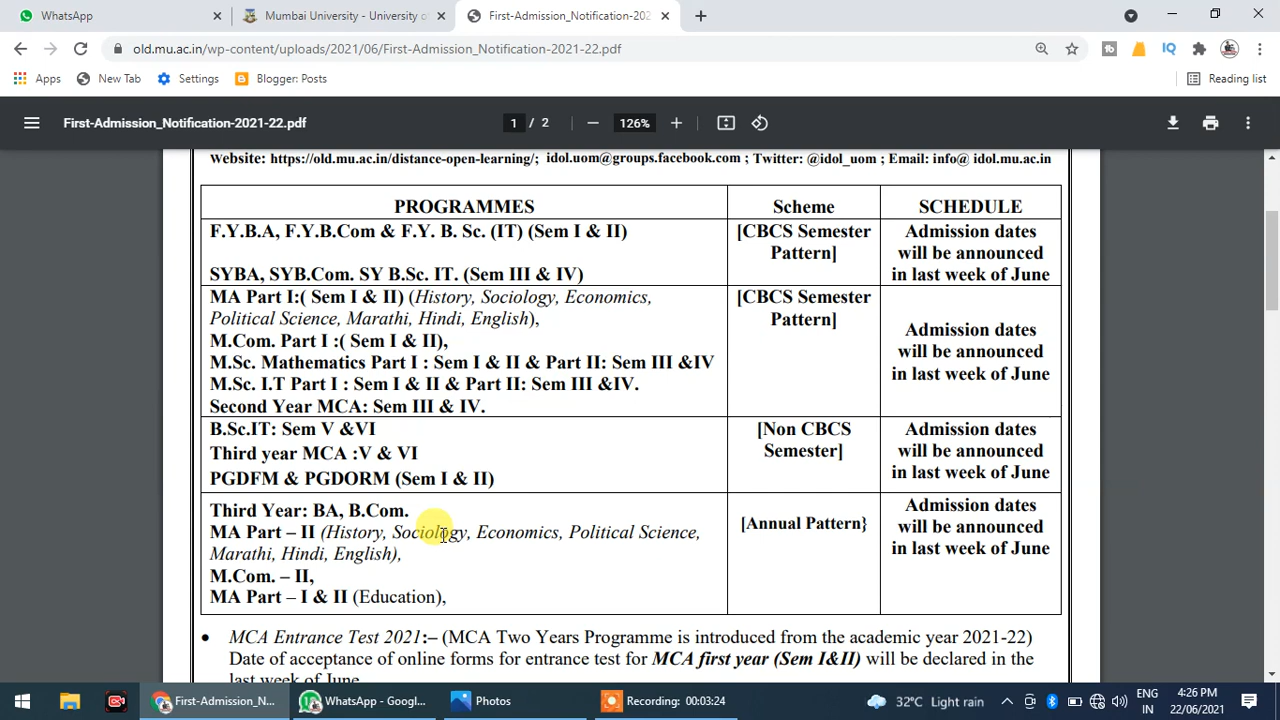 WhatsApp
Mumbai University - University of
First-Admission_Notification-202
old.mu.ac.in/wp-content/uploads/2021/06/First-Admission_Notification-2021-22.pdf
IQ
Apps
New Tab
Settings
Blogger: Posts
Reading list
First-Admission_Notification-2021-22.pdf
1 / 2
126%
Website: https://old.mu.ac.in/distance-open-learning/; idol.uom@groups.facebook.com ; Twitter: @idol_uom ; Email: info@ idol.mu.ac.in
PROGRAMMES
Scheme
SCHEDULE
F.Y.B.A, F.Y.B.Com & F.Y. B. Sc. (IT) (Sem I & II)
SYBA, SYB.Com. SY B.Sc. IT. (Sem III & IV)
[CBCS Semester
Pattern]
Admission dates
will be announced
in last week of June
MA Part I:( Sem I & II) (History, Sociology, Economics,
Political Science, Marathi, Hindi, English),
M.Com. Part I :( Sem I & II),
M.Sc. Mathematics Part I : Sem I & II & Part II: Sem III &IV
M.Sc. I.T Part I : Sem I & II & Part II: Sem III &IV.
Second Year MCA: Sem III & IV.
[CBCS Semester
Pattern]
Admission dates
will be announced
in last week of June
B.Sc.IT: Sem V &VI
Third year MCA :V & VI
PGDFM & PGDORM (Sem I & II)
[Non CBCS
Semester]
Admission dates
will be announced
in last week of June
Third Year: BA, B.Com.
MA Part – II (History, Sociology, Economics, Political Science,
Marathi, Hindi, English),
M.Com. – II,
MA Part – I & II (Education),
[Annual Pattern}
Admission dates
will be announced
in last week of June
• MCA Entrance Test 2021:– (MCA Two Years Programme is introduced from the academic year 2021-22)
Date of acceptance of online forms for entrance test for MCA first year (Sem I&II) will be declared in the
last week of June
First-Admission_N...
WhatsApp - Googl...
Photos
Recording: 00:03:24
32°C Light rain
ENG
IN
4:26 PM
22/06/2021